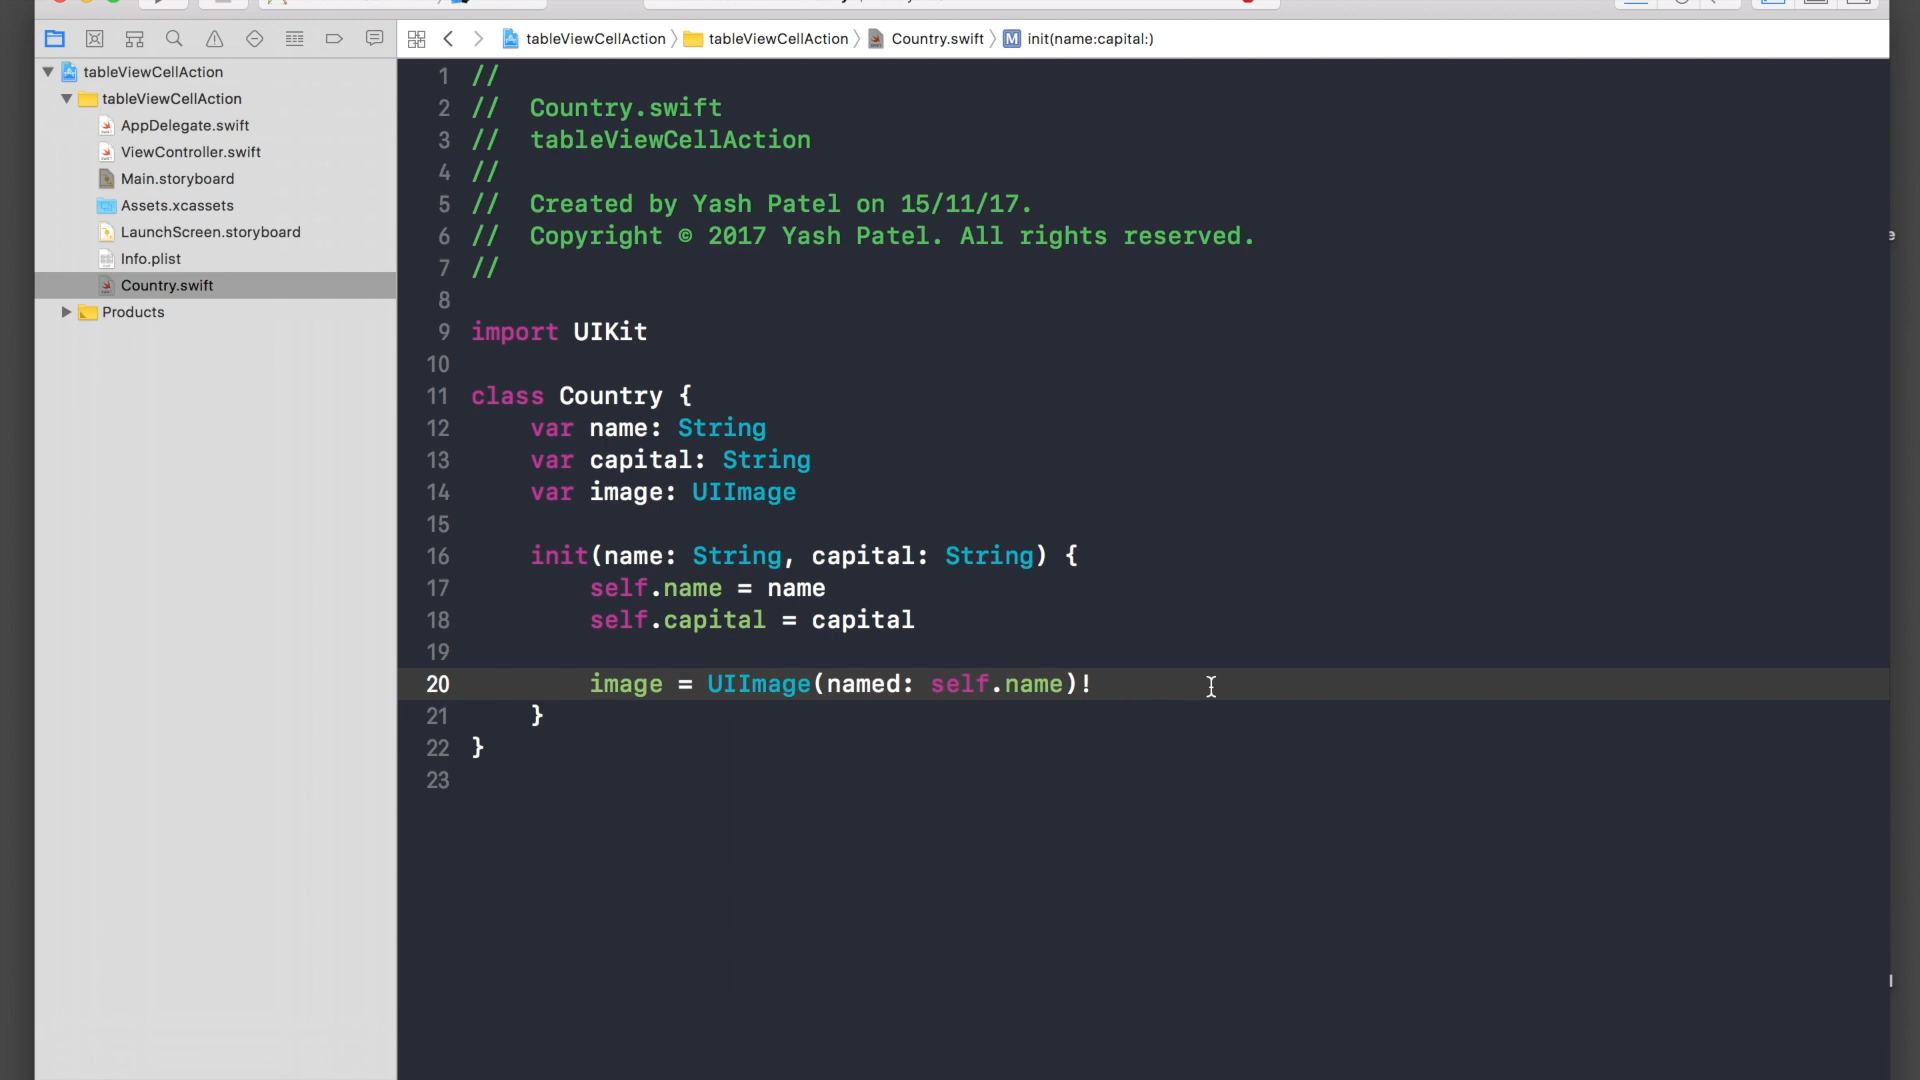 tableViewCellAction tableViewCellAction Country.swift M init(name:capital:)
tableViewCellAction
tableViewCellAction
AppDelegate.swift
ViewController.swift
Main.storyboard
Assets.xcassets
LaunchScreen.storyboard
Info.plist
Country.swift
Products
1 //
2 //  Country.swift
3 //  tableViewCellAction
4 //
5 //  Created by Yash Patel on 15/11/17.
6 //  Copyright © 2017 Yash Patel. All rights reserved.
7 //
8
9 import UIKit
10
11 class Country {
12     var name: String
13     var capital: String
14     var image: UIImage
15
16     init(name: String, capital: String) {
17         self.name = name
18         self.capital = capital
19
20         image = UIImage(named: self.name)!
21     }
22 }
23